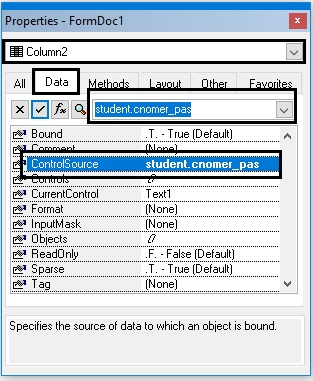 Properties - FormDoc1
Column2
All Data Methods Layout Other Favorites
fx student.cnomer_pas
Bound .T. - True (Default)
Comment (None)
ControlSource student.cnomer_pas
Controls
CurrentControl Text1
Format (None)
InputMask (None)
Objects
ReadOnly .F. - False (Default)
Sparse .T. - True (Default)
Tag (None)
Specifies the source of data to which an object is bound.